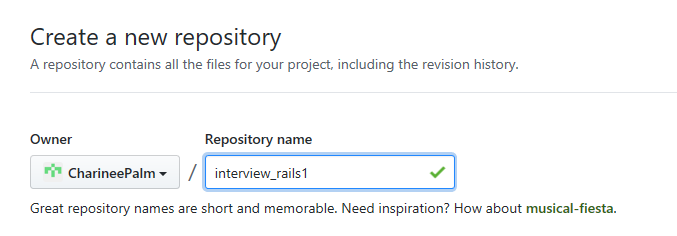 Create a new repository
A repository contains all the files for your project, including the revision history.
Owner
Repository name
CharineePalm
/
interview_rails1
Great repository names are short and memorable. Need inspiration? How about musical-fiesta.